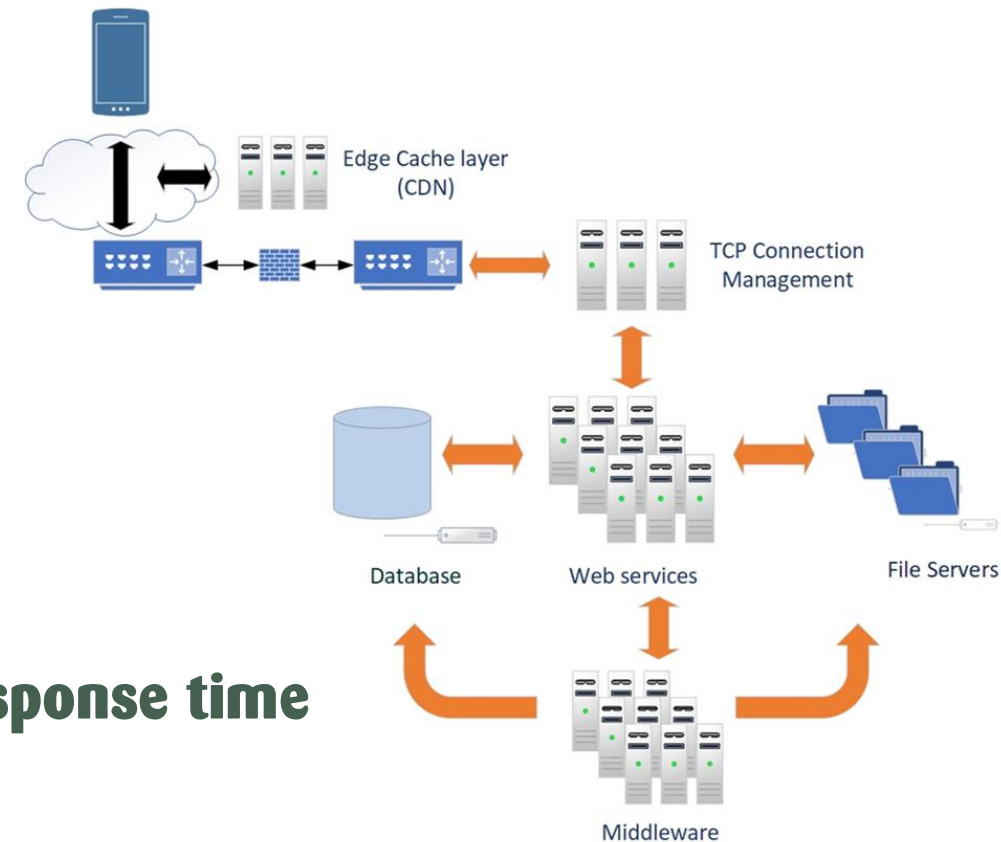 Edge Cache layer
(CDN)
TCP Connection
Management
Database
Web services
File Servers
sponse time
Middleware